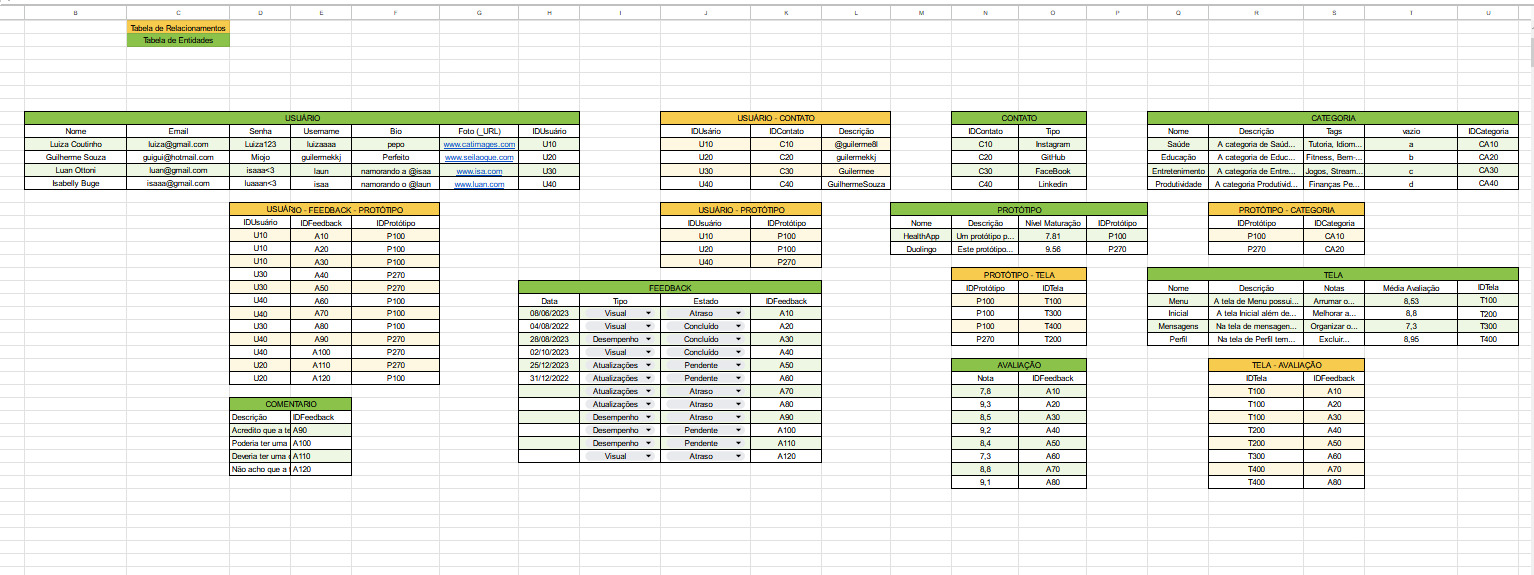 B C D E F G H I J K L M N O P Q R S T U
Tabela de Relacionamentos
Tabela de Entidades
USUÁRIO
Nome Email Senha Username Bio Foto (_URL) IDUsuário
Luiza Coutinho luiza@gmail.com Luiza123 luizaaaa pepo www.catimages.com U10
Guilherme Souza guigui@hotmail.com Miojo guilermekkj Perfeito www.seilaoque.com U20
Luan Ottoni luan@gmail.com isaaa<3 laun namorando a @isaa www.isa.com U30
Isabelly Buge isaaa@gmail.com luaaan<3 isaa namorando o @laun www.luan.com U40
USUÁRIO - CONTATO
IDUsário IDContato Descrição
U10 C10 @guilerme8l
U20 C20 guilermekkj
U30 C30 Guilermee
U40 C40 GuilhermeSouza
CONTATO
IDContato Tipo
C10 Instagram
C20 GitHub
C30 FaceBook
C40 Linkedin
CATEGORIA
Nome Descrição Tags vazio IDCategoria
Saúde A categoria de Saúd... Tutoria, Idiom... a CA10
Educação A categoria de Educ... Fitness, Bem-... b CA20
Entretenimento A categoria de Entre... Jogos, Stream... c CA30
Produtividade A categoria Produtivid... Finanças Pe... d CA40
USUÁRIO - FEEDBACK - PROTÓTIPO
IDUsuário IDFeedback IDProtótipo
U10 A10 P100
U10 A20 P100
U10 A30 P100
U30 A40 P270
U30 A50 P270
U40 A60 P100
U40 A70 P100
U30 A80 P100
U40 A90 P270
U40 A100 P270
U20 A110 P270
U20 A120 P100
USUÁRIO - PROTÓTIPO
IDUsuário IDProtótipo
U10 P100
U20 P100
U40 P270
PROTÓTIPO
Nome Descrição Nível Maturação IDProtótipo
HealthApp Um protótipo p... 7.81 P100
Duolingo Este protótipo... 9.56 P270
PROTÓTIPO - CATEGORIA
IDProtótipo IDCategoria
P100 CA10
P270 CA20
FEEDBACK
Data Tipo Estado IDFeedback
08/06/2023 Visual Atraso A10
04/08/2022 Visual Concluído A20
28/08/2023 Desempenho Atraso A30
02/10/2023 Visual Concluído A40
25/12/2023 Atualizações Pendente A50
31/12/2022 Atualizações Pendente A60
Atualizações Atraso A70
Atualizações Atraso A80
Desempenho Atraso A90
Desempenho Pendente A100
Desempenho Pendente A110
Visual Atraso A120
PROTÓTIPO - TELA
IDProtótipo IDTela
P100 T100
P100 T300
P100 T400
P270 T200
TELA
Nome Descrição Notas Média Avaliação IDTela
Menu A tela de Menu possui... Arrumar o... 8,53 T100
Inicial A tela Inicial além de... Melhorar a... 8,8 T200
Mensagens Na tela de mensagen... Organizar o... 7,3 T300
Perfil Na tela de Perfil tem... Excluir... 8,95 T400
AVALIAÇÃO
Nota IDFeedback
7,8 A10
9,3 A20
8,5 A30
9,2 A40
8,4 A50
7,3 A60
8,8 A70
9,1 A80
TELA - AVALIAÇÃO
IDTela IDFeedback
T100 A10
T100 A20
T100 A30
T200 A40
T200 A50
T300 A60
T400 A70
T400 A80
COMENTARIO
Descrição IDFeedback
Acredito que a te A90
Poderia ter uma A100
Deveria ter uma A110
Não acho que a A120